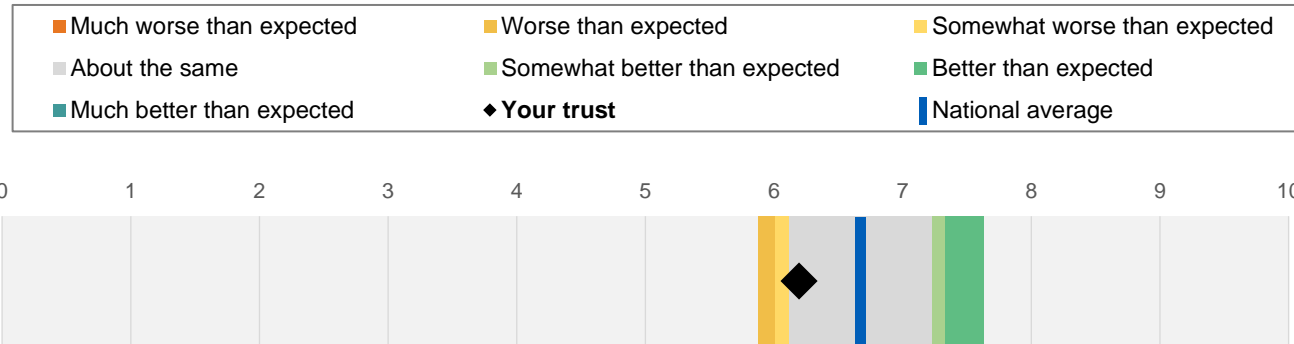 Much worse than expected Worse than expected Somewhat worse than expected
About the same Somewhat better than expected Better than expected
Much better than expected Your trust National average
0 1 2 3 4 5 6 7 8 9 10